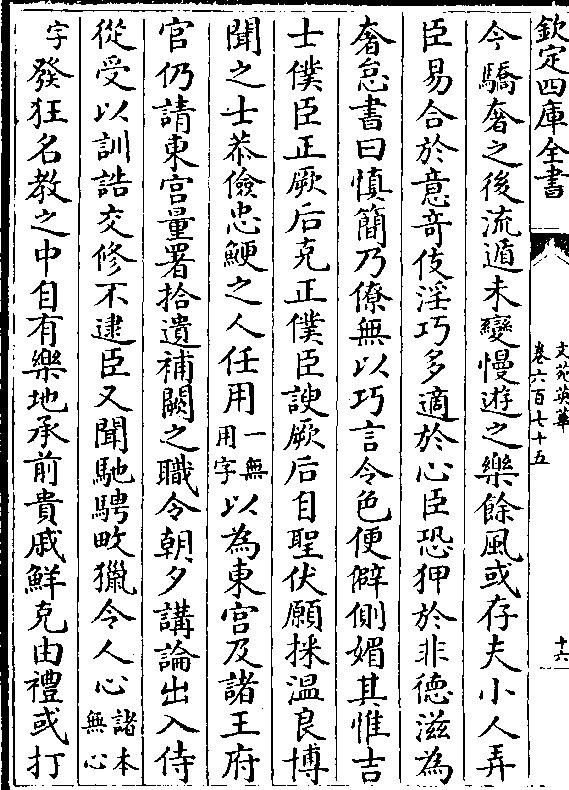 欽定四庫全書
文苑英華
卷六百七十五
十六
今驕奢之後流遁未變慢遊之樂餘風或存夫小人弄
臣易合於意竒伎淫巧多適於心臣恐狎於非德滋為
奢怠書曰慎簡乃僚無以巧言令色便僻側媚其惟吉
士僕臣正厥后克正僕臣諛厥后自聖伏願採溫良博
聞之士恭儉忠鯁之人任用一無用字以為東宮及諸王府
官仍請東宮量署拾遺補闕之職令朝夕講論出入侍
從受以訓誥交修不逮臣又聞馳騁畋獵令人心諸本無心
字發狂名教之中自有樂地承前貴戚鮮克由禮或打